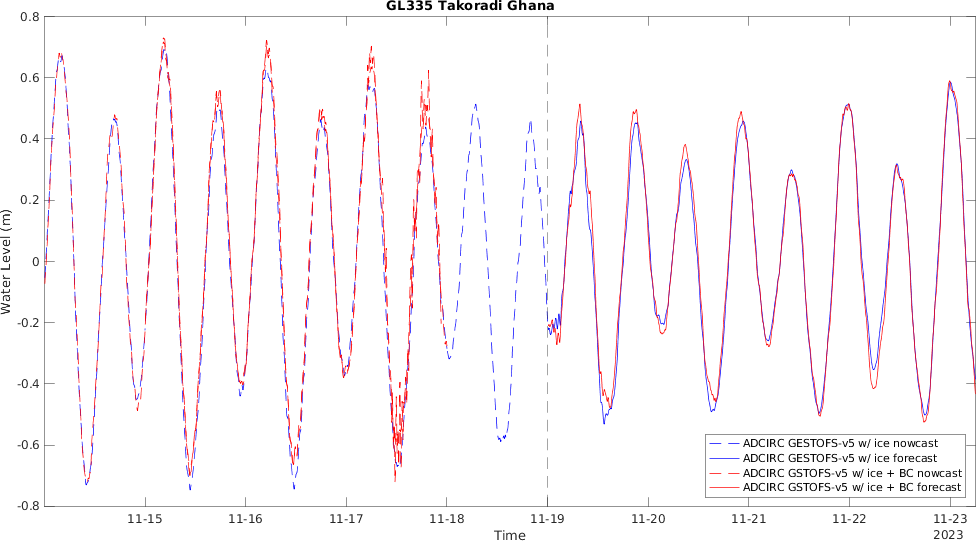 GL335 Takoradi Ghana
0.8
0.6
0.4
0.2
0
-0.2
-0.4
-0.6
-0.8
Water Level (m)
11-15
11-16
11-17
11-18
11-19
11-20
11-21
11-22
11-23
2023
Time
ADCIRC GESTOFS-v5 w/ ice nowcast
ADCIRC GESTOFS-v5 w/ ice forecast
ADCIRC GSTOFS-v5 w/ ice + BC nowcast
ADCIRC GSTOFS-v5 w/ ice + BC forecast